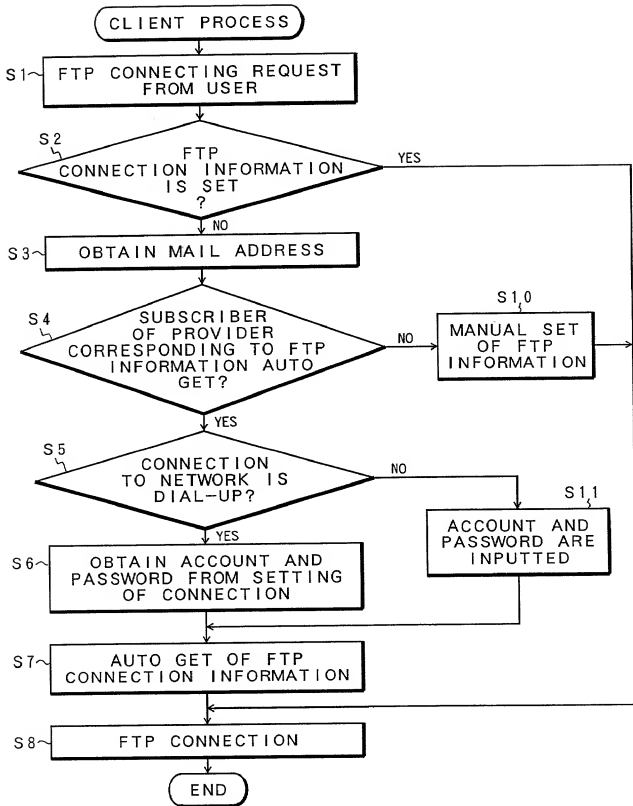 CLIENT PROCESS
S1
FTP CONNECTING REQUEST
FROM USER
S2
FTP
CONNECTION INFORMATION
IS SET
?
YES
NO
S3
OBTAIN MAIL ADDRESS
S4
SUBSCRIBER
OF PROVIDER
CORRESPONDING TO FTP
INFORMATION AUTO
GET?
NO
S10
MANUAL SET
OF FTP
INFORMATION
YES
S5
CONNECTION
TO NETWORK IS
DIAL-UP?
NO
S11
ACCOUNT AND
PASSWORD ARE
INPUTTED
YES
S6
OBTAIN ACCOUNT AND
PASSWORD FROM SETTING
OF CONNECTION
S7
AUTO GET OF FTP
CONNECTION INFORMATION
S8
FTP CONNECTION
END